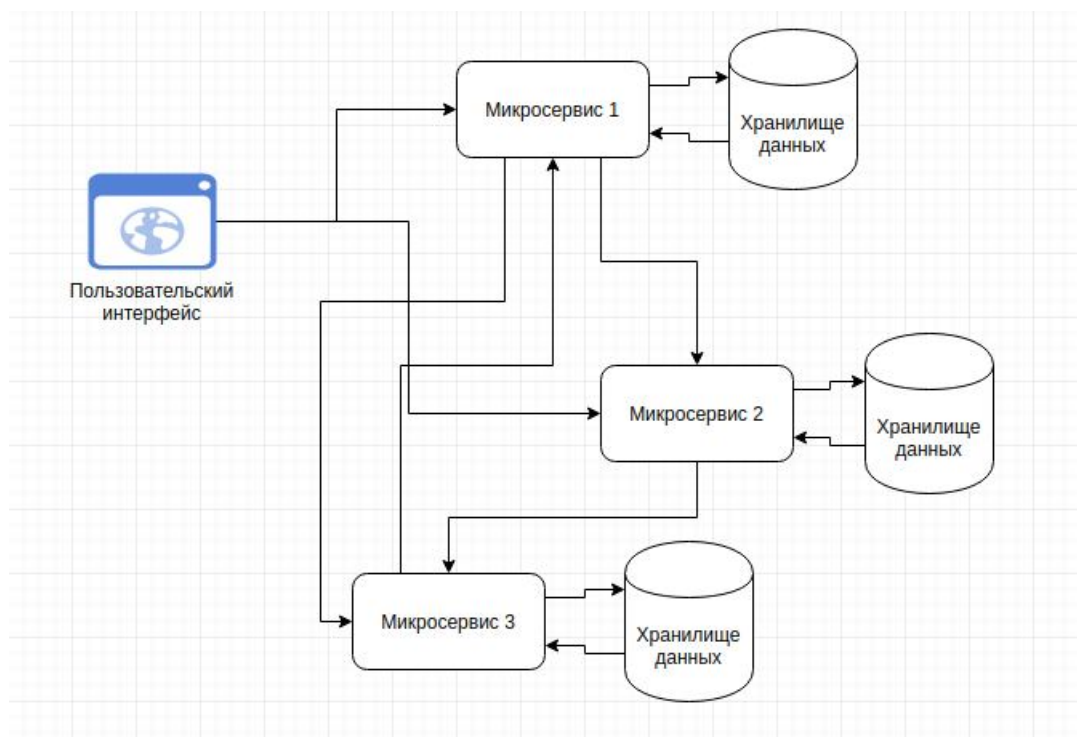 Микросервис 1
Хранилище
данных
Пользовательский
интерфейс
Микросервис 2
Хранилище
данных
Микросервис 3
Хранилище
данных